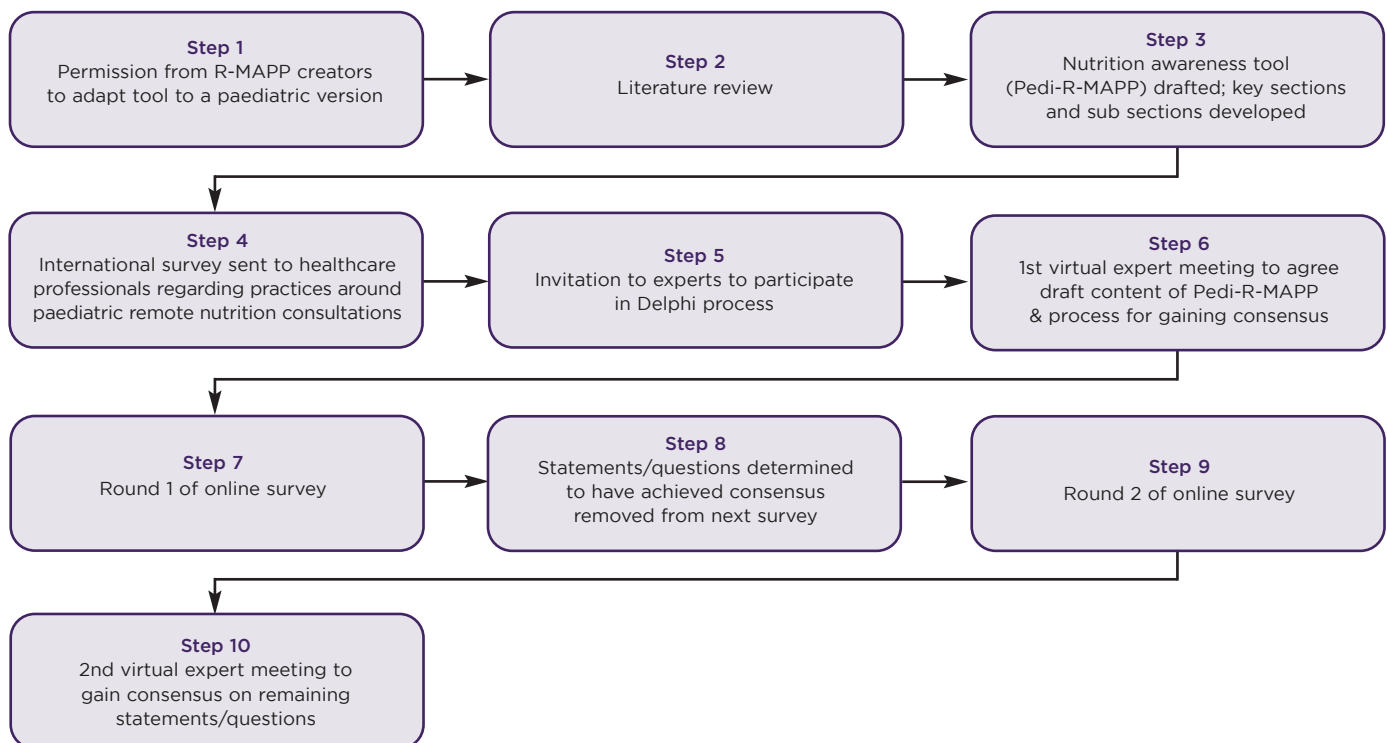 Step 1
Permission from R-MAPP creators
to adapt tool to a paediatric version
Step 2
Literature review
Step 3
Nutrition awareness tool
(Pedi-R-MAPP) drafted; key sections
and sub sections developed
Step 4
International survey sent to healthcare
professionals regarding practices around
paediatric remote nutrition consultations
Step 5
Invitation to experts to participate
in Delphi process
Step 6
1st virtual expert meeting to agree
draft content of Pedi-R-MAPP
& process for gaining consensus
Step 7
Round 1 of online survey
Step 8
Statements/questions determined
to have achieved consensus
removed from next survey
Step 9
Round 2 of online survey
Step 10
2nd virtual expert meeting to
gain consensus on remaining
statements/questions